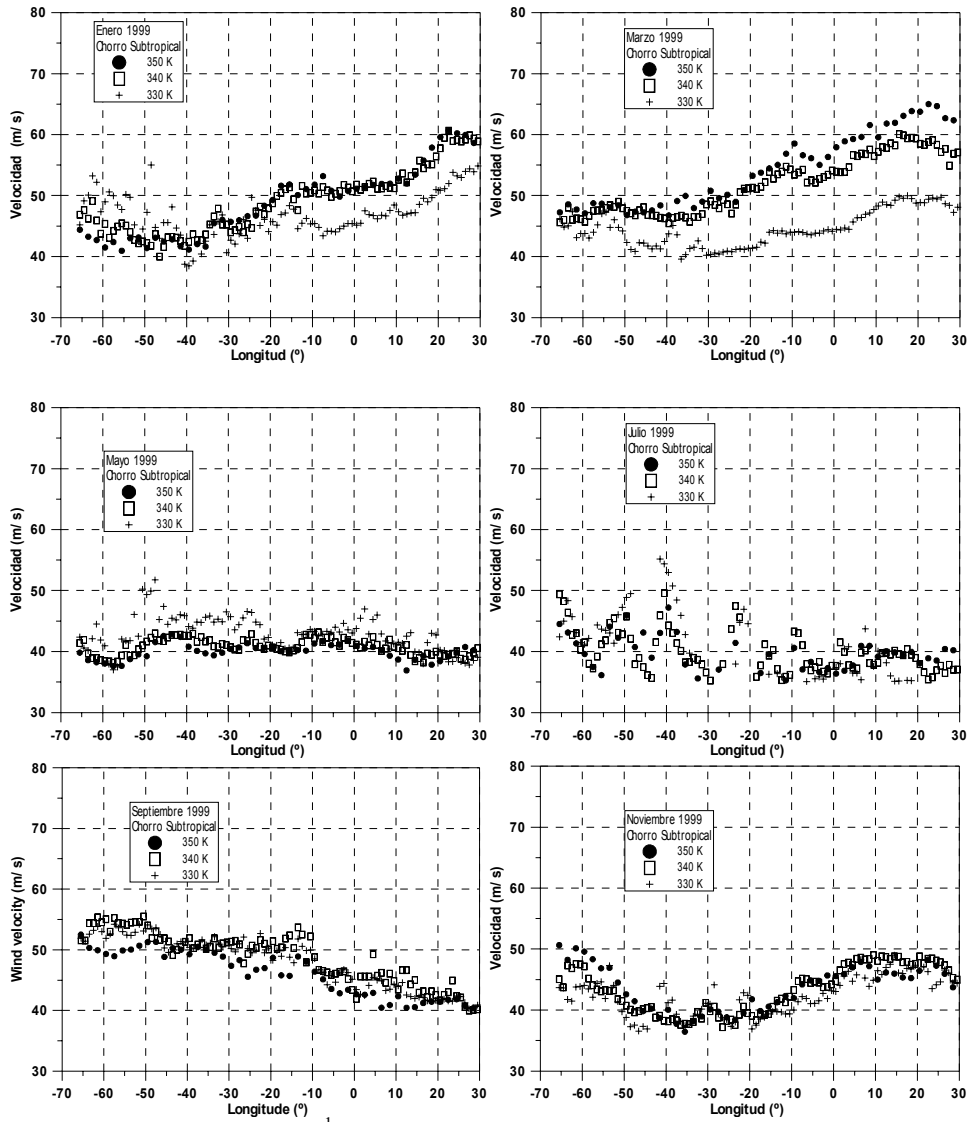 80
70
60
50
40
30
Velocidad (m/ s)
Enero 1999
Chorro Subtropical
350 K
340 K
330 K
-70 -60 -50 -40 -30 -20 -10 0 10 20 30
Longitud (º)
80
70
60
50
40
30
Velocidad (m/ s)
Marzo 1999
Chorro Subtropical
350 K
340 K
330 K
-70 -60 -50 -40 -30 -20 -10 0 10 20 30
Longitud (º)
80
70
60
50
40
30
Velocidad (m/ s)
Mayo 1999
Chorro Subtropical
350 K
340 K
330 K
-70 -60 -50 -40 -30 -20 -10 0 10 20 30
Longitud (º)
80
70
60
50
40
30
Velocidad (m/ s)
Julio 1999
Chorro Subtropical
350 K
340 K
330 K
-70 -60 -50 -40 -30 -20 -10 0 10 20 30
Longitud (º)
80
70
60
50
40
30
Wind velocity (m/ s)
Septiembre 1999
Chorro Subtropical
350 K
340 K
330 K
-70 -60 -50 -40 -30 -20 -10 0 10 20 30
Longitude (º)
80
70
60
50
40
30
Velocidad (m/ s)
Noviembre 1999
Chorro Subtropical
350 K
340 K
330 K
-70 -60 -50 -40 -30 -20 -10 0 10 20 30
Longitud (º)
1